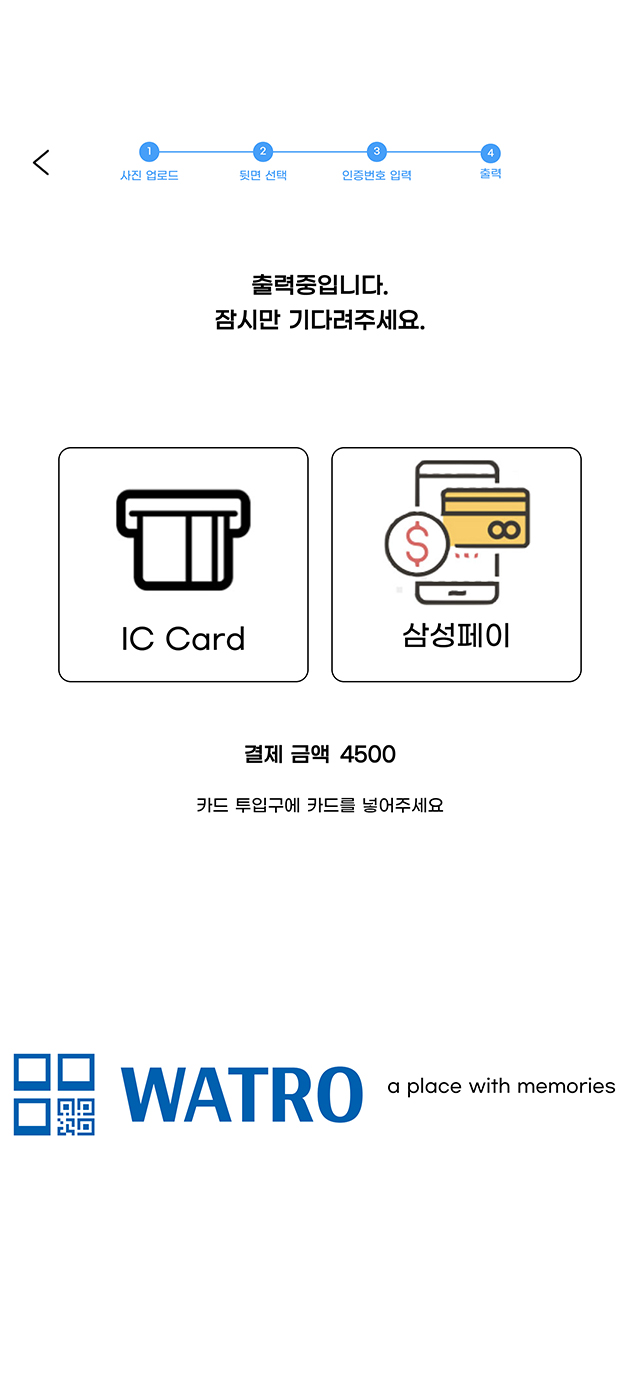 1
2
3
4
사진 업로드
뒷면 선택
인증번호 입력
출력
출력중입니다.
잠시만 기다려주세요.
$
IC Card
삼성페이
결제 금액 4500
카드 투입구에 카드를 넣어주세요
WATRO
a place with memories